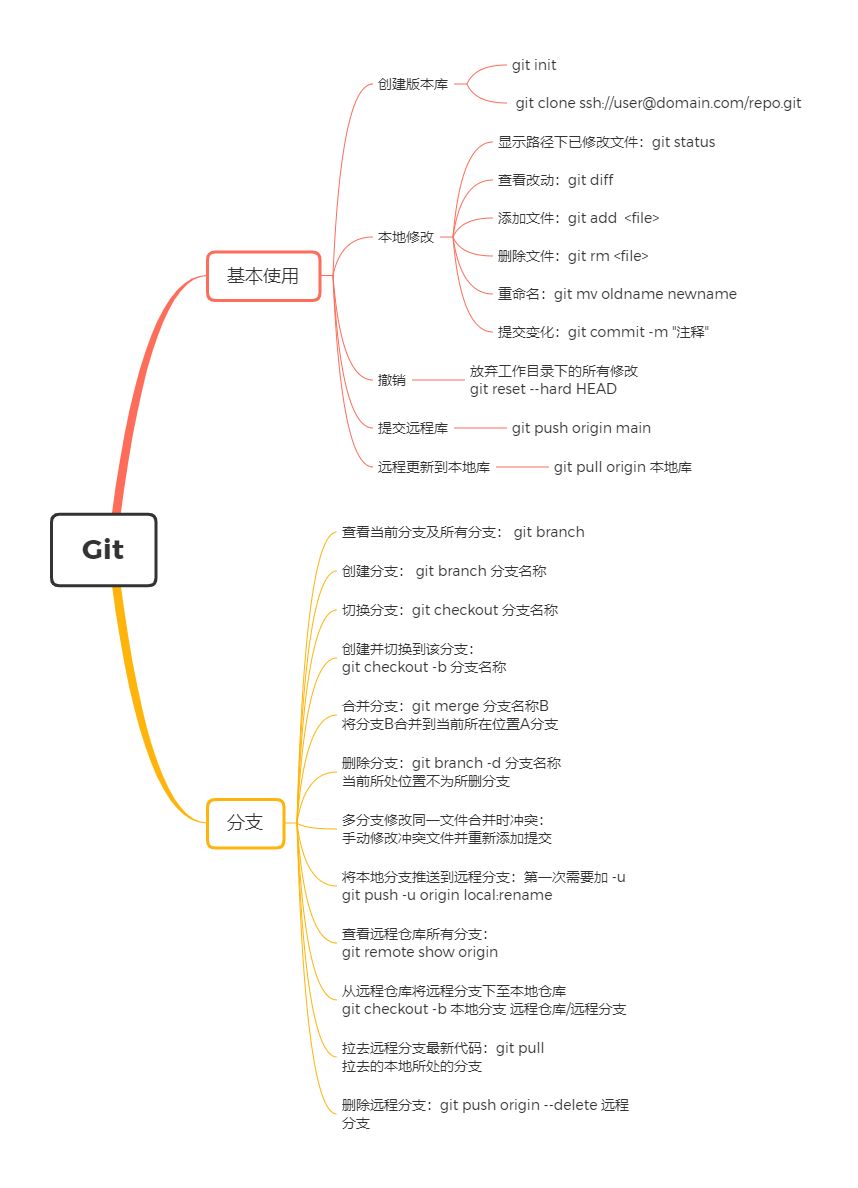 Git
基本使用
创建版本库
git init
git clone ssh://user@domain.com/repo.git
本地修改
显示路径下已修改文件：git status
查看改动：git diff
添加文件：git add  <file>
删除文件：git rm <file>
重命名：git mv oldname newname
提交变化：git commit -m "注释"
撤销
放弃工作目录下的所有修改
git reset --hard HEAD
提交远程库
git push origin main
远程更新到本地库
git pull origin 本地库
分支
查看当前分支及所有分支： git branch
创建分支： git branch 分支名称
切换分支：git checkout 分支名称
创建并切换到该分支：
git checkout -b 分支名称
合并分支：git merge 分支名称B
将分支B合并到当前所在位置A分支
删除分支：git branch -d 分支名称
当前所处位置不为所删分支
多分支修改同一文件合并时冲突：
手动修改冲突文件并重新添加提交
将本地分支推送到远程分支：第一次需要加 -u
git push -u origin local:rename
查看远程仓库所有分支：
git remote show origin
从远程仓库将远程分支下至本地仓库
git checkout -b 本地分支 远程仓库/远程分支
拉去远程分支最新代码：git pull
拉去的本地所处的分支
删除远程分支：git push origin --delete 远程
分支